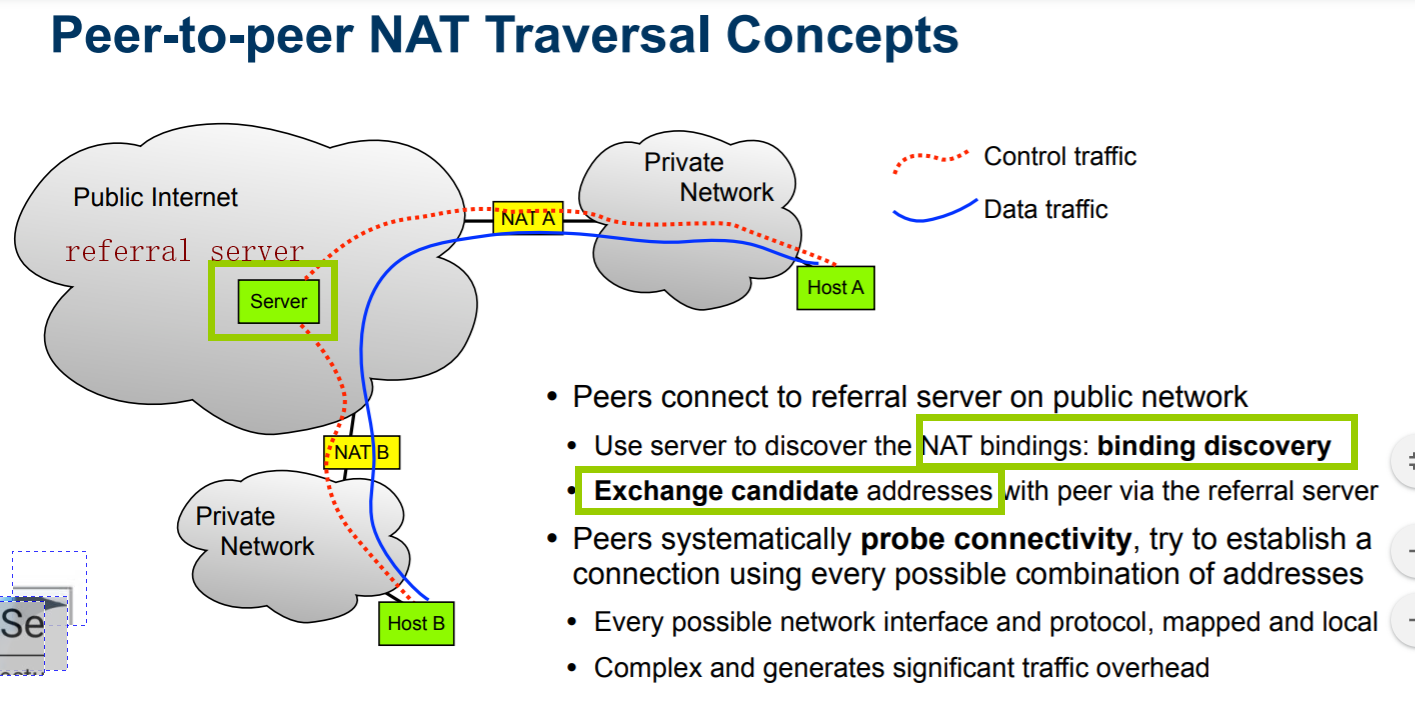 Peer-to-peer NAT Traversal Concepts
Public Internet
referral server
Server
NAT A
Private
Network
Host A
Control traffic
Data traffic
NAT B
Private
Network
Host B
• Peers connect to referral server on public network
• Use server to discover the NAT bindings: binding discovery
• Exchange candidate addresses with peer via the referral server
• Peers systematically probe connectivity, try to establish a
connection using every possible combination of addresses
• Every possible network interface and protocol, mapped and local
• Complex and generates significant traffic overhead
Se